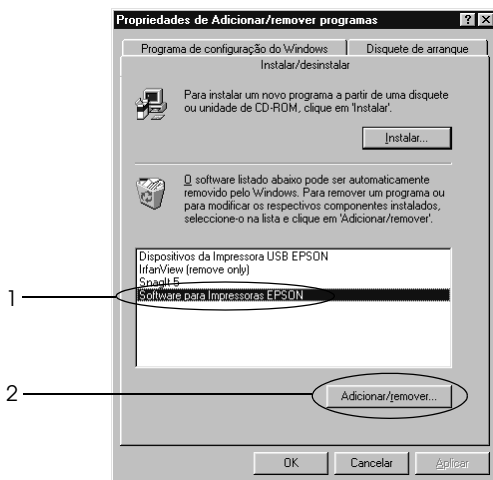 Propriedades de Adicionar/remover programas
Programa de configuração do Windows
Disquete de arranque
Instalar/desinstalar
Para instalar um novo programa a partir de uma disquete
ou unidade de CD-ROM, clique em 'Instalar'.
Instalar...
O software listado abaixo pode ser automaticamente
removido pelo Windows. Para remover um programa ou
para modificar os respectivos componentes instalados,
seleccione-o na lista e clique em 'Adicionar/remover'.
Dispositivos da Impressora USB EPSON
IrfanView (remove only)
SnagIt 5
1
Software para Impressoras EPSON
2
Adicionar/remover...
OK
Cancelar
Aplicar